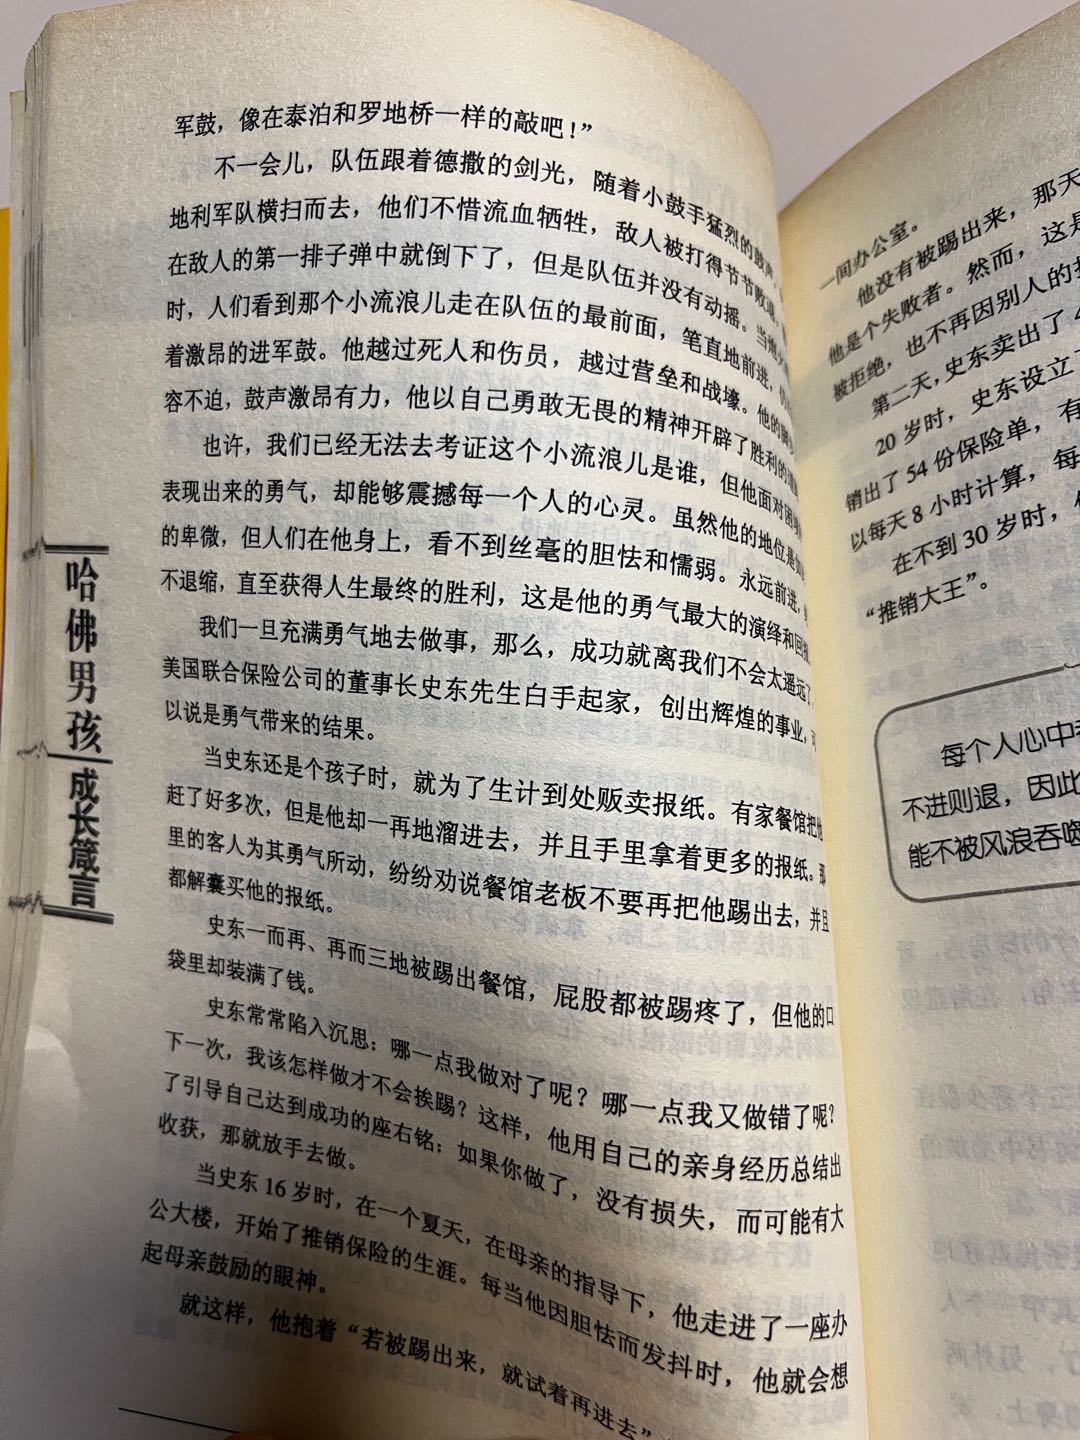 军鼓，像在泰泊和罗地桥一样的敲吧！”
不一会儿，队伍跟着德撒的剑光，随着小鼓手猛烈的鼓声，
地利军队横扫而去，他们不惜流血牺牲，敌人被打得节节败退，
在敌人的第一排子弹中就倒下了，但是队伍并没有动摇。当炮火
时，人们看到那个小流浪儿走在队伍的最前面，笔直地前进，仍
着激昂的进军鼓。他越过死人和伤员，越过营垒和战壕。他的脚步
容不迫，鼓声激昂有力，他以自己勇敢无畏的精神开辟了胜利的道
也许，我们已经无法去考证这个小流浪儿是谁，但他面对困境
表现出来的勇气，却能够震撼每一个人的心灵。虽然他的地位是如
的卑微，但人们在他身上，看不到丝毫的胆怯和懦弱。永远前进，
不退缩，直至获得人生最终的胜利，这是他的勇气最大的演绎和回报
我们一旦充满勇气地去做事，那么，成功就离我们不会太遥远了
美国联合保险公司的董事长史东先生白手起家，创出辉煌的事业，可
以说是勇气带来的结果。
当史东还是个孩子时，就为了生计到处贩卖报纸。有家餐馆把他
赶了好多次，但是他却一再地溜进去，并且手里拿着更多的报纸。那
里的客人为其勇气所动，纷纷劝说餐馆老板不要再把他踢出去，并且
都解囊买他的报纸。
史东一而再、再而三地被踢出餐馆，屁股都被踢疼了，但他的口
袋里却装满了钱。
史东常常陷入沉思：哪一点我做对了呢？哪一点我又做错了呢？
下一次，我该怎样做才不会挨踢？这样，他用自己的亲身经历总结出
了引导自己达到成功的座右铭：如果你做了，没有损失，而可能有大
收获，那就放手去做。
当史东 16 岁时，在一个夏天，在母亲的指导下，他走进了一座办
公大楼，开始了推销保险的生涯。每当他因胆怯而发抖时，他就会想
起母亲鼓励的眼神。
就这样，他抱着“若被踢出来，就试着再进去”
哈佛男孩
成长箴言
一间办公室。
他没有被踢出来，那天
他是个失败者。然而，这是
被拒绝，也不再因别人的
第二天，史东卖出了 4
20 岁时，史东设立了
销出了 54 份保险单，有
以每天 8 小时计算，每
在不到 30 岁时，
“推销大王”。
每个人心中
不进则退，因此
能不被风浪吞噬